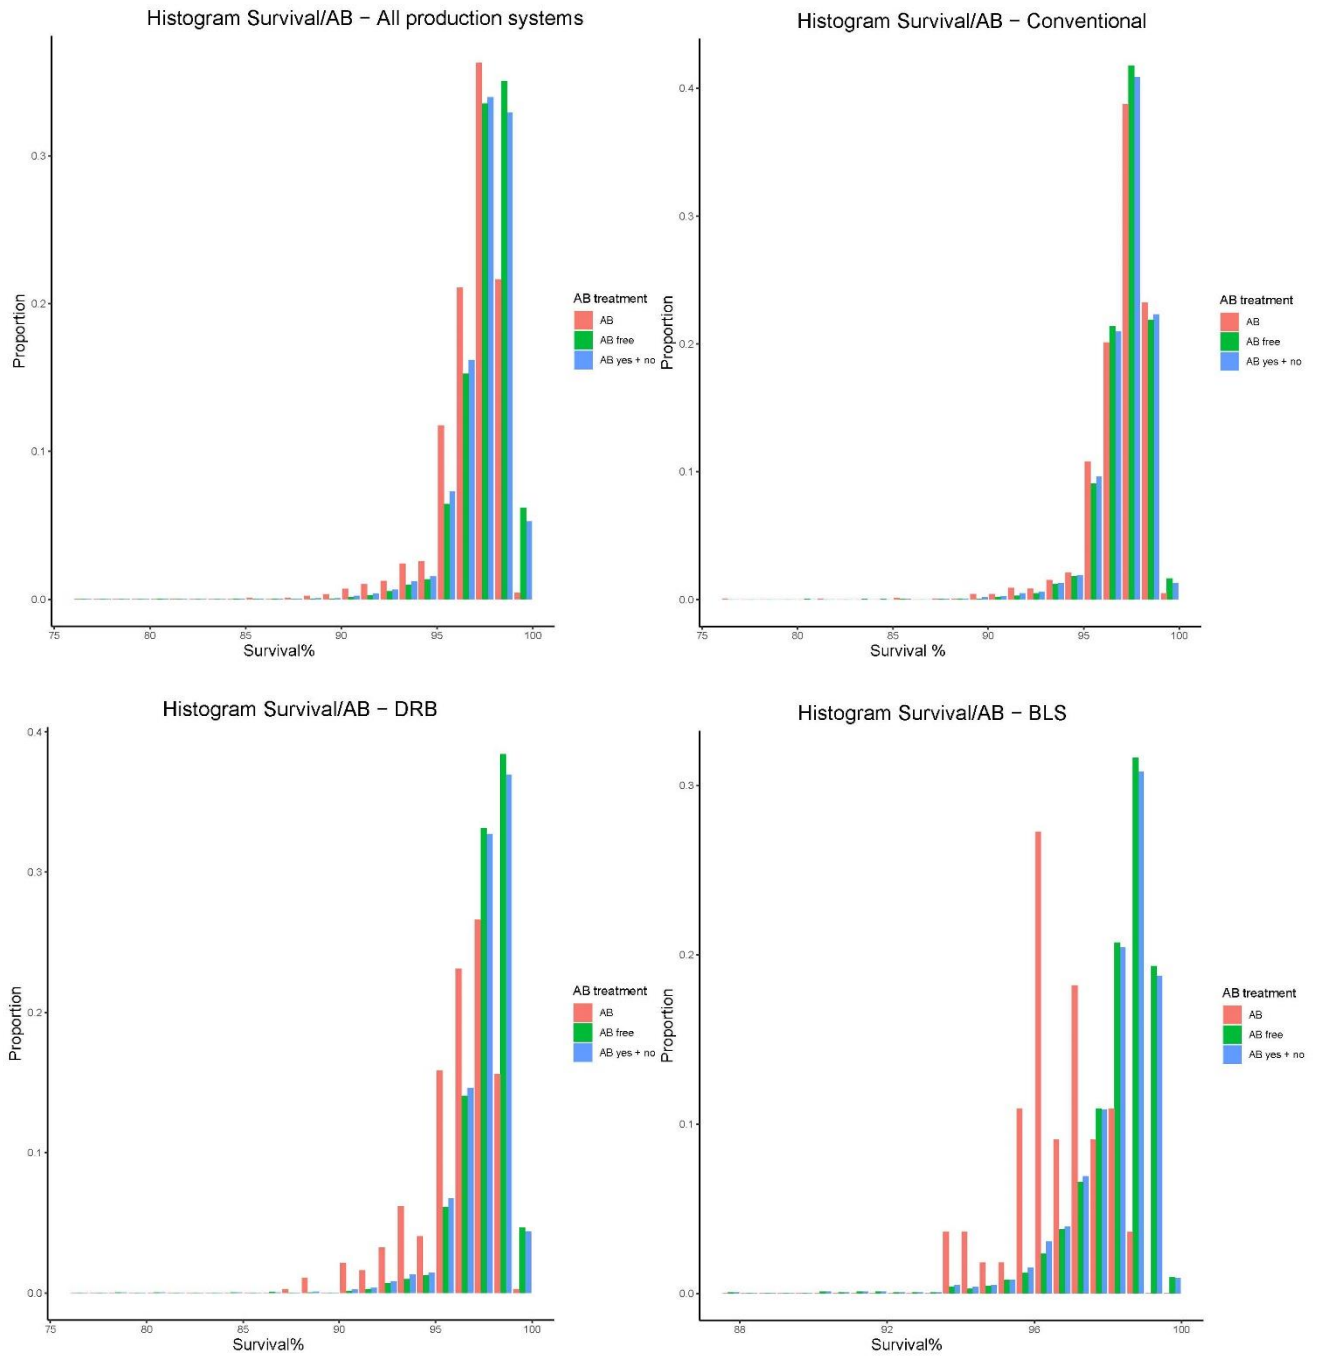 Histogram Survival/AB − All production systems
Proportion
0.3
0.2
0.1
0.0
75 80 85 90 95 100
Survival%
AB treatment
AB
AB free
AB yes + no
Histogram Survival/AB − Conventional
Proportion
0.4
0.3
0.2
0.1
0.0
75 80 85 90 95 100
Survival %
AB treatment
AB
AB free
AB yes + no
Histogram Survival/AB − DRB
Proportion
0.4
0.3
0.2
0.1
0.0
75 80 85 90 95 100
Survival%
AB treatment
AB
AB free
AB yes + no
Histogram Survival/AB − BLS
Proportion
0.3
0.2
0.1
0.0
88 92 96 100
Survival%
AB treatment
AB
AB free
AB yes + no